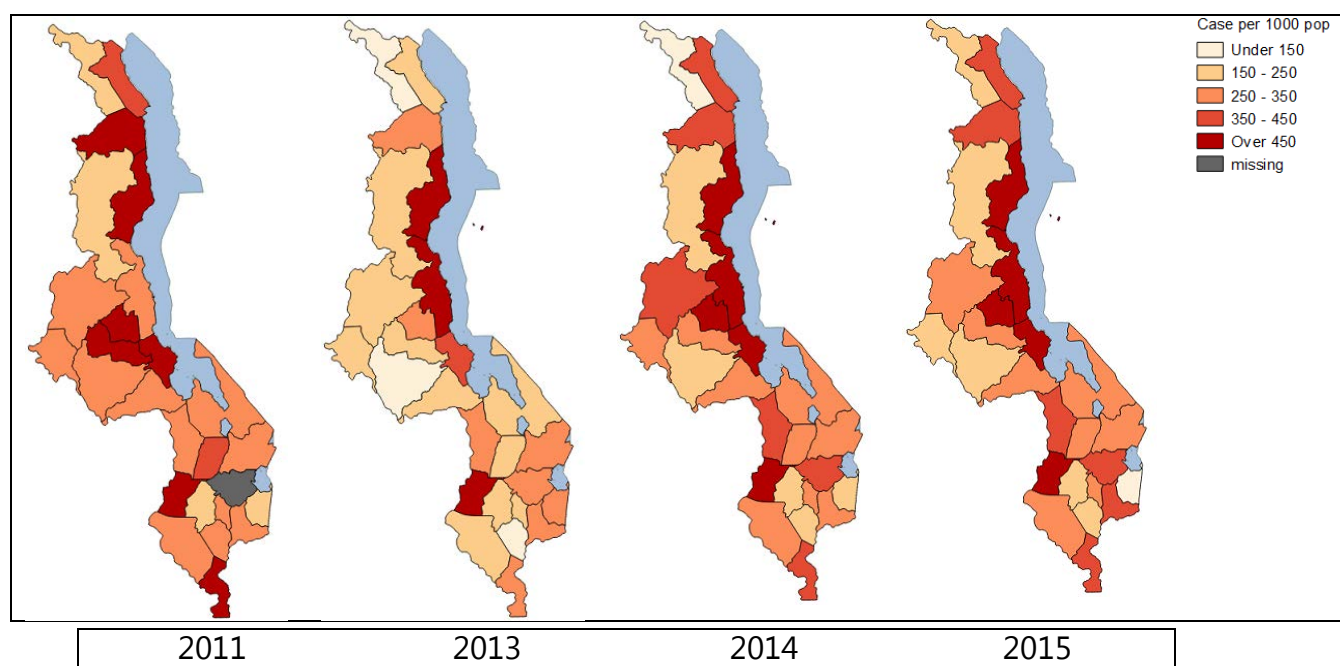 Case per 1000 pop
Under 150
150 - 250
250 - 350
350 - 450
Over 450
missing
2011 2013 2014 2015